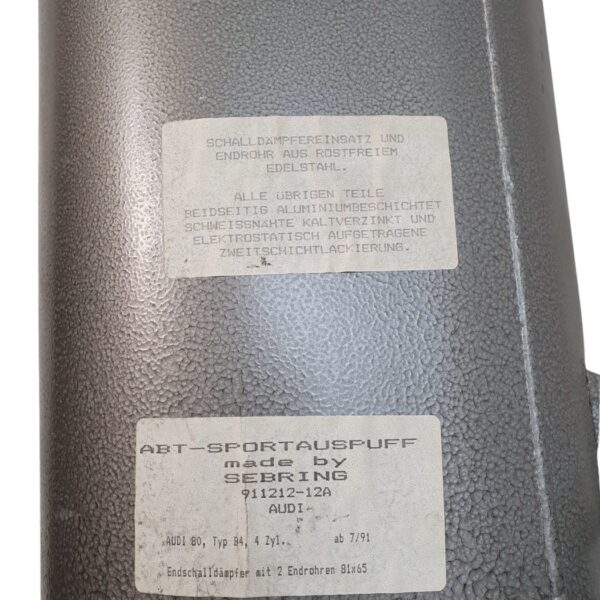 SCHALLDÄMPFEREINSATZ UND
ENDROHR AUS ROSTFREIEM
EDELSTAHL.
ALLE ÜBRIGEN TEILE
BEIDSEITIG ALUMINIUMBESCHICHTET
SCHWEISSNÄHTE KALTVERZINKT UND
ELEKTROSTATISCH AUFGETRAGENE
ZWEITSCHICHTLACKIERUNG.
ABT-SPORTAUSPUFF
made by
SEBRING
911212-12A
AUDI
AUDI 80, Typ B4, 4 Zyl. ab 7/91
Endschalldämpfer mit 2 Endrohren 81x65